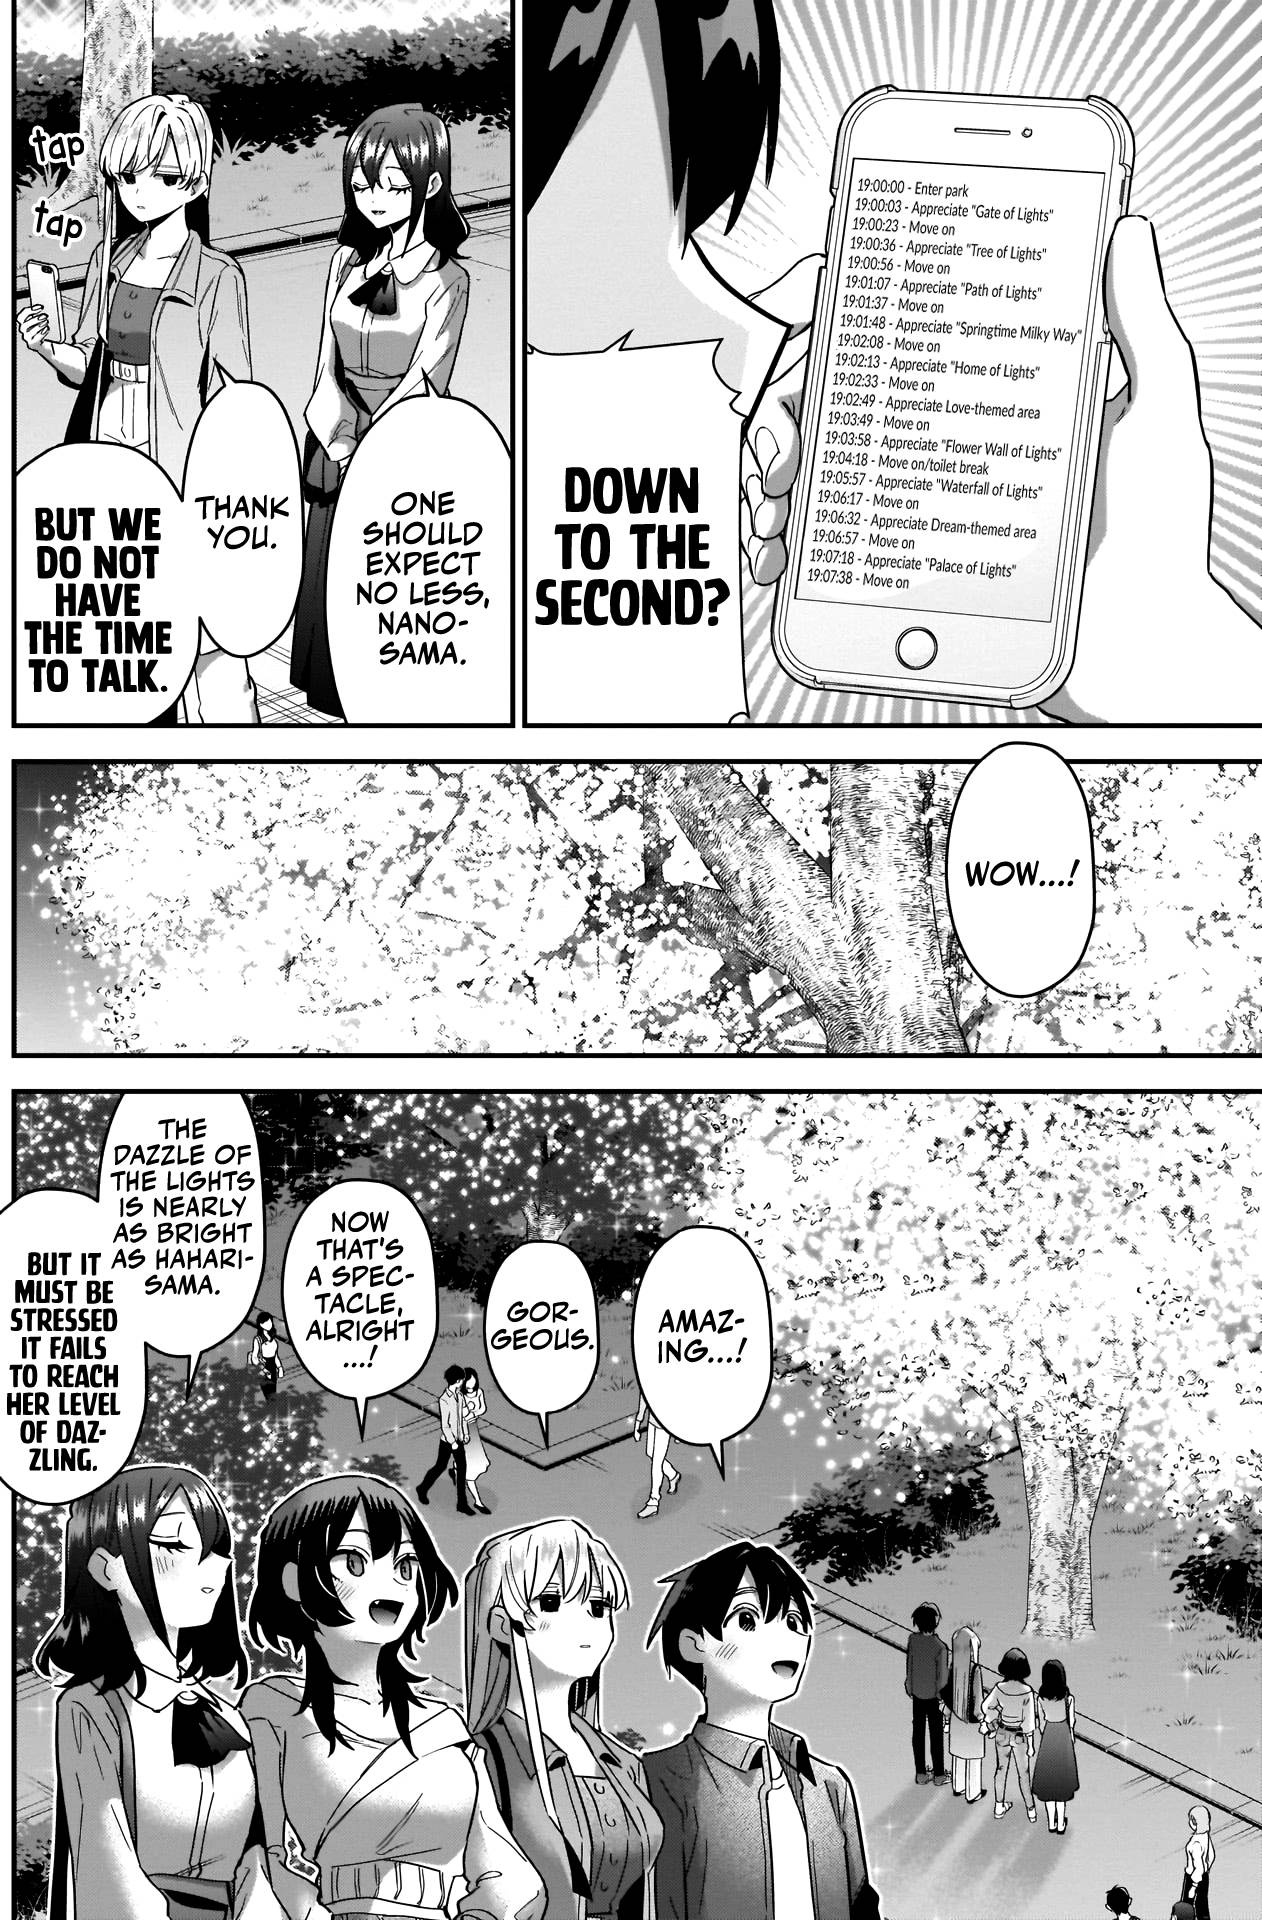 19:00:00 - Enter park
19:00:03 - Appreciate "Gate of Lights"
19:00:23 - Move on
19:00:36 - Appreciate "Tree of Lights"
19:00:56 - Move on
19:01:07 - Appreciate "Path of Lights"
19:01:37 - Move on
19:01:48 - Appreciate "Springtime Milky Way"
19:02:08 - Move on
19:02:13 - Appreciate "Home of Lights"
19:02:33 - Move on
19:02:49 - Appreciate Love-themed area
19:03:49 - Move on
19:03:58 - Appreciate "Flower Wall of Lights"
19:04:18 - Move on/toilet break
19:05:57 - Appreciate "Waterfall of Lights"
19:06:17 - Move on
19:06:32 - Appreciate Dream-themed area
19:06:57 - Move on
19:07:18 - Appreciate "Palace of Lights"
19:07:38 - Move on
DOWN
TO THE
SECOND?
ONE
SHOULD
EXPECT
NO LESS,
NANO-
SAMA.
THANK
YOU.
BUT WE
DO NOT
HAVE
THE TIME
TO TALK.
tap
tap
WOW...!
AMAZ-
ING...!
GOR-
GEOUS.
NOW
THAT'S
A SPEC-
TACLE,
ALRIGHT
...!
THE
DAZZLE OF
THE LIGHTS
IS NEARLY
AS BRIGHT
AS HAHARI-
SAMA.
BUT IT
MUST BE
STRESSED
IT FAILS
TO REACH
HER LEVEL
OF DAZ-
ZLING.